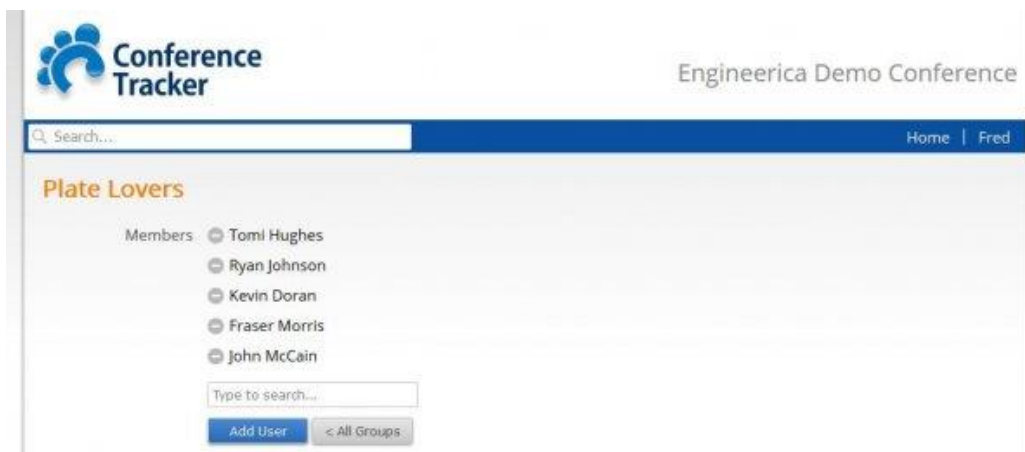 Conference
Tracker
Engineerica Demo Conference
Search...
Home | Fred
Plate Lovers
Members
Tomi Hughes
Ryan Johnson
Kevin Doran
Fraser Morris
John McCain
Type to search...
Add User
< All Groups